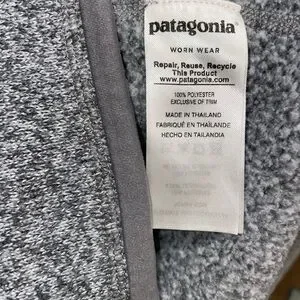 patagonia®
WORN WEAR
Repair, Reuse, Recycle
This Product
www.patagonia.com
100% POLYESTER
EXCLUSIVE OF TRIM
MADE IN THAILAND
FABRIQUÉ EN THAÏLANDE
HECHO EN TAILANDIA